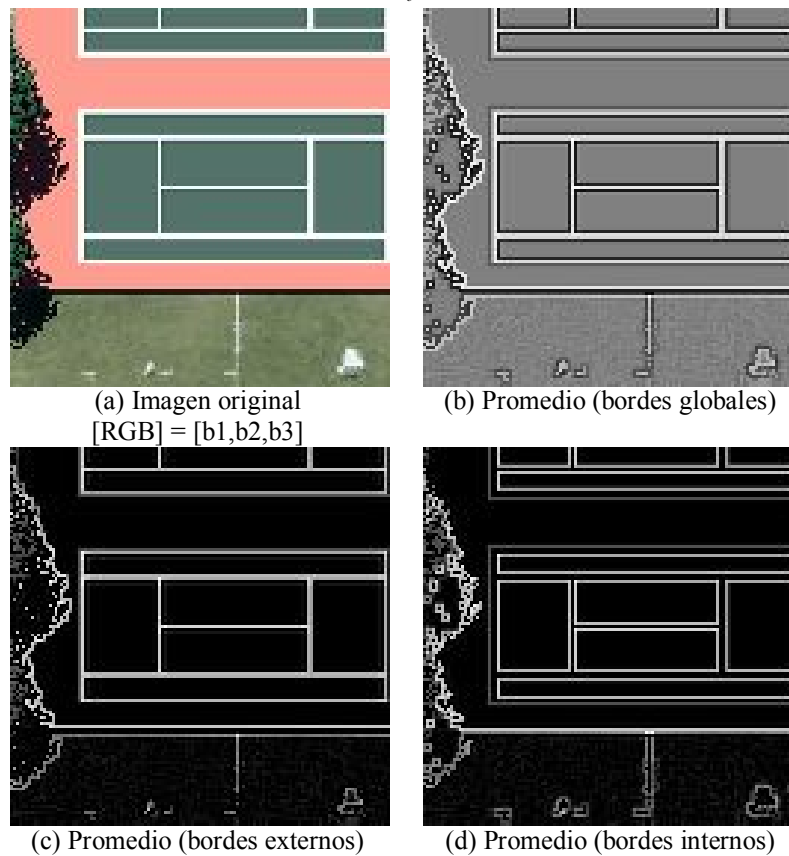 (a) Imagen original
[RGB] = [b1,b2,b3]
(b) Promedio (bordes globales)
(c) Promedio (bordes externos)
(d) Promedio (bordes internos)